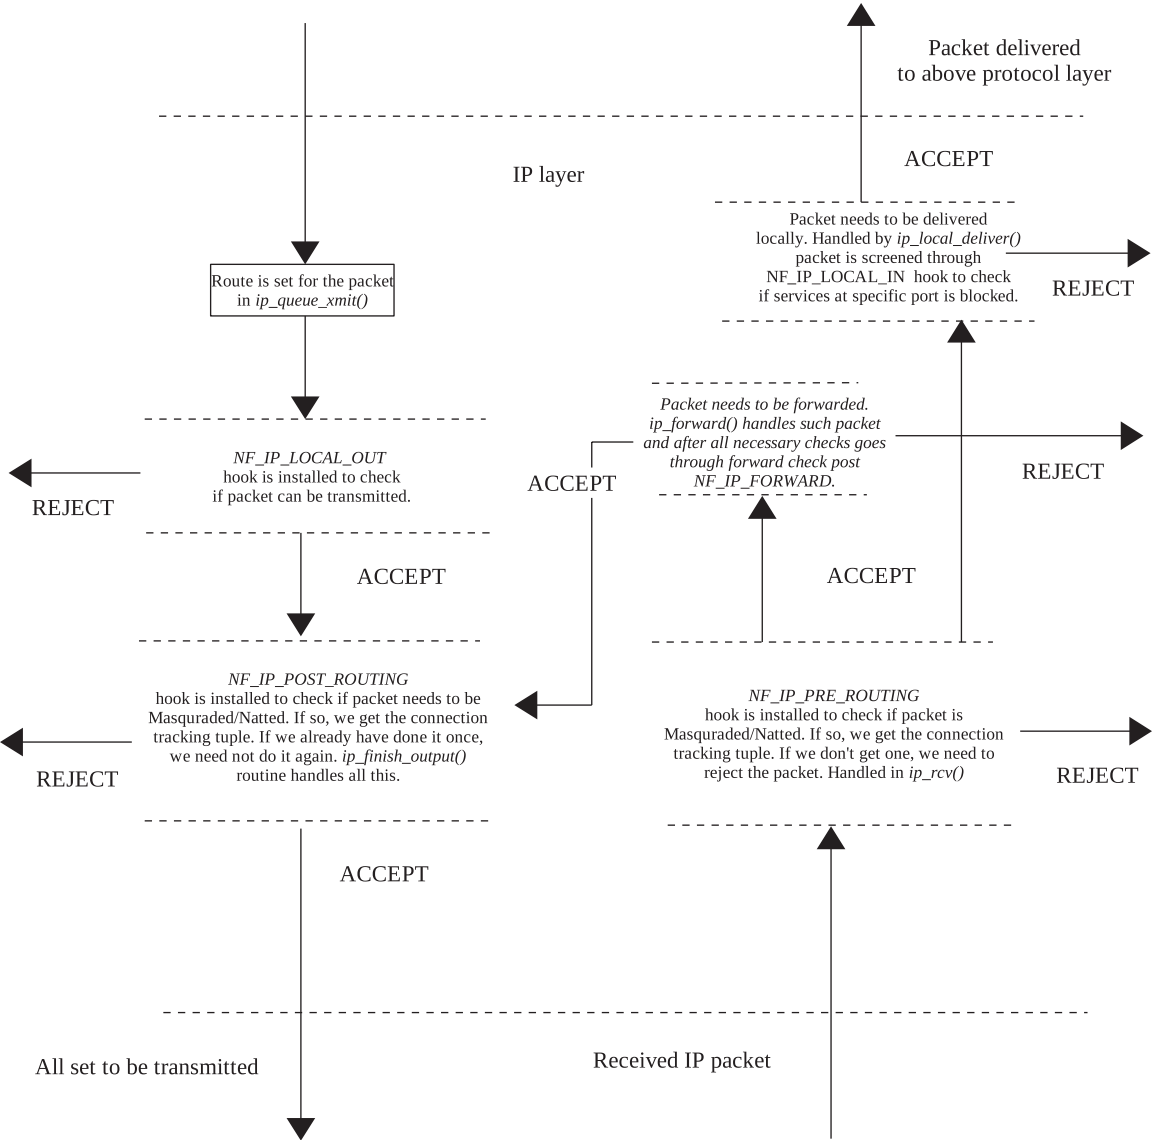 Packet delivered
to above protocol layer
ACCEPT
IP layer
Packet needs to be delivered
locally. Handled by ip_local_deliver()
packet is screened through
NF_IP_LOCAL_IN hook to check
if services at specific port is blocked.
REJECT
Route is set for the packet
in ip_queue_xmit()
Packet needs to be forwarded.
ip_forward() handles such packet
and after all necessary checks goes
through forward check post
NF_IP_FORWARD.
REJECT
ACCEPT
NF_IP_LOCAL_OUT
hook is installed to check
if packet can be transmitted.
REJECT
ACCEPT
ACCEPT
NF_IP_POST_ROUTING
hook is installed to check if packet needs to be
Masquraded/Natted. If so, we get the connection
tracking tuple. If we already have done it once,
we need not do it again. ip_finish_output()
routine handles all this.
REJECT
NF_IP_PRE_ROUTING
hook is installed to check if packet is
Masquraded/Natted. If so, we get the connection
tracking tuple. If we don't get one, we need to
reject the packet. Handled in ip_rcv()
REJECT
ACCEPT
All set to be transmitted
Received IP packet